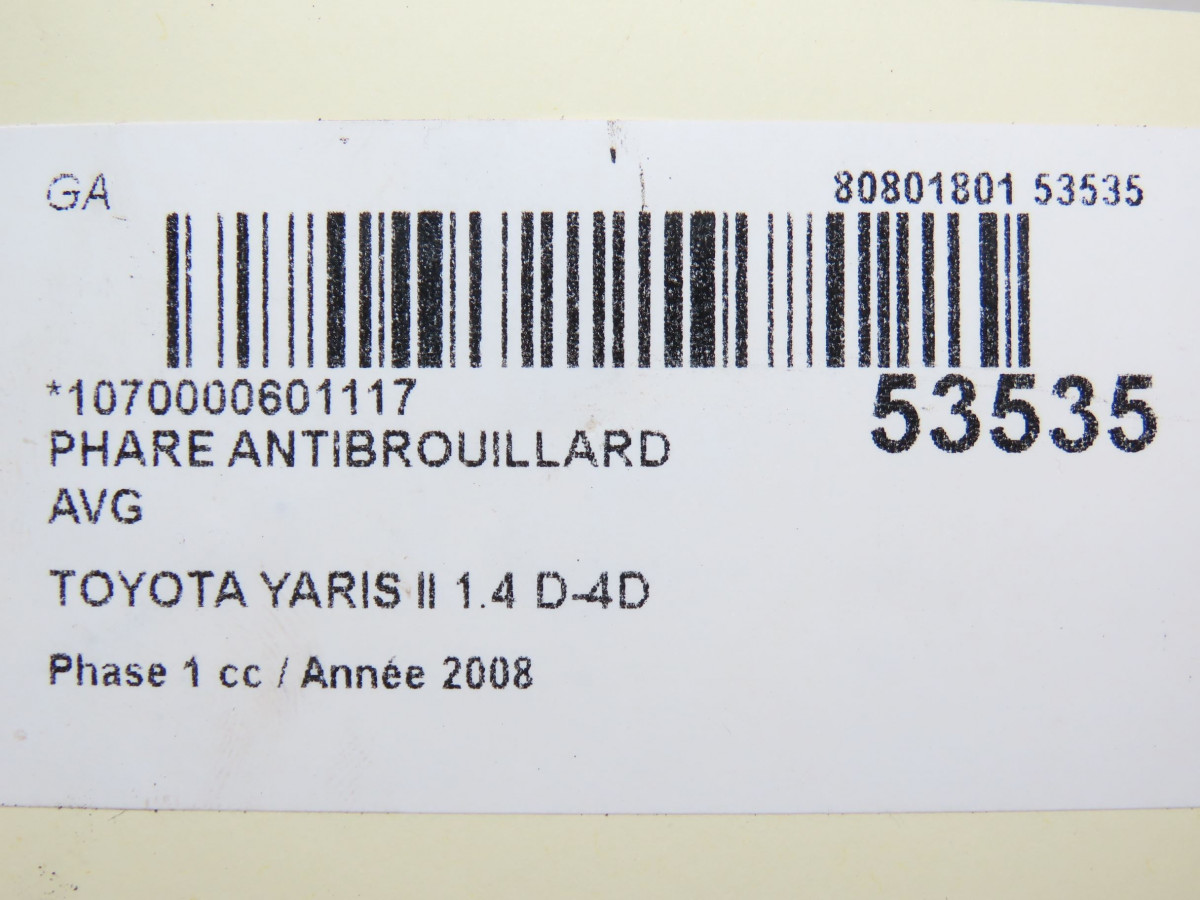 GA
80801801 53535
*1070000601117
53535
PHARE ANTIBROUILLARD
AVG
TOYOTA YARIS II 1.4 D-4D
Phase 1 cc / Année 2008